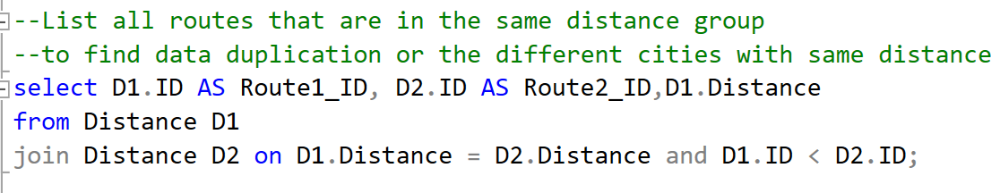 --List all routes that are in the same distance group
--to find data duplication or the different cities with same distance
select D1.ID AS Route1_ID, D2.ID AS Route2_ID,D1.Distance
from Distance D1
join Distance D2 on D1.Distance = D2.Distance and D1.ID < D2.ID;